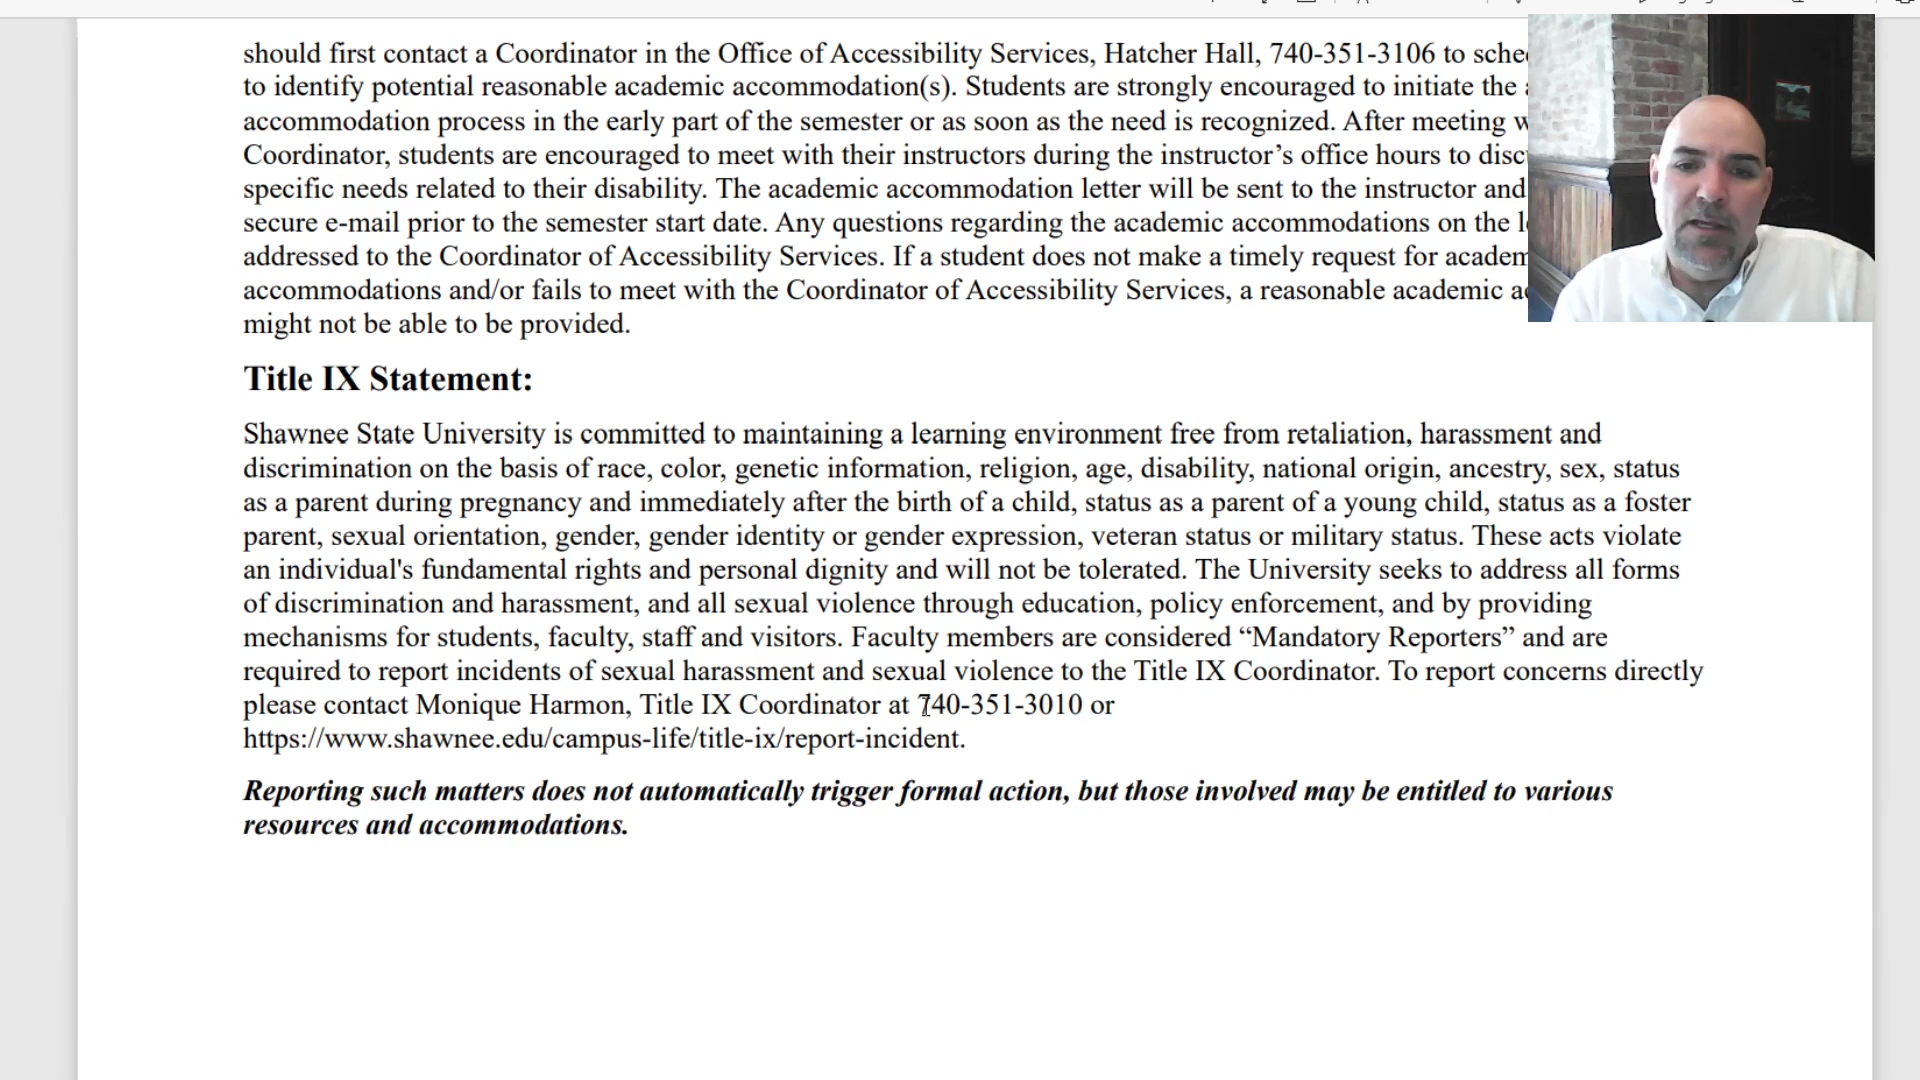 should first contact a Coordinator in the Office of Accessibility Services, Hatcher Hall, 740-351-3106 to
to identify potential reasonable academic accommodation(s). Students are strongly encouraged to initiate the
accommodation process in the early part of the semester or as soon as the need is recognized. After meeting
Coordinator, students are encouraged to meet with their instructors during the instructor’s office hours to
specific needs related to their disability. The academic accommodation letter will be sent to the instructor and
secure e-mail prior to the semester start date. Any questions regarding the academic accommodations on the
addressed to the Coordinator of Accessibility Services. If a student does not make a timely request for
accommodations and/or fails to meet with the Coordinator of Accessibility Services, a reasonable academic
might not be able to be provided.
Title IX Statement:
Shawnee State University is committed to maintaining a learning environment free from retaliation, harassment and
discrimination on the basis of race, color, genetic information, religion, age, disability, national origin, ancestry, sex, status
as a parent during pregnancy and immediately after the birth of a child, status as a parent of a young child, status as a foster
parent, sexual orientation, gender, gender identity or gender expression, veteran status or military status. These acts violate
an individual's fundamental rights and personal dignity and will not be tolerated. The University seeks to address all forms
of discrimination and harassment, and all sexual violence through education, policy enforcement, and by providing
mechanisms for students, faculty, staff and visitors. Faculty members are considered “Mandatory Reporters” and are
required to report incidents of sexual harassment and sexual violence to the Title IX Coordinator. To report concerns directly
please contact Monique Harmon, Title IX Coordinator at 740-351-3010 or
https://www.shawnee.edu/campus-life/title-ix/report-incident.
Reporting such matters does not automatically trigger formal action, but those involved may be entitled to various
resources and accommodations.